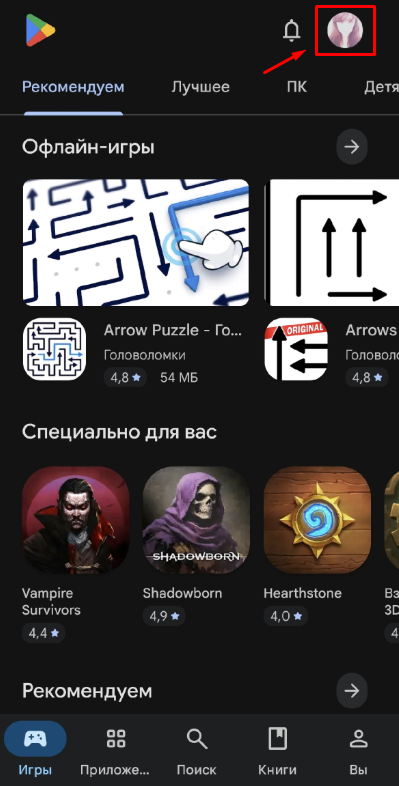 Рекомендуем
Лучшее
ПК
Детя
Офлайн-игры
Arrow Puzzle - Го...
Головоломки
4,8 ★ 54 МБ
ORIGINAL
Arrows
Головоло
4,8 ★
Специально для вас
SHADOWBORN
Vampire
Survivors
4,4 ★
Shadowborn
4,9 ★
Hearthstone
4,0 ★
Вз
3D
4
Рекомендуем
Игры
Приложе...
Поиск
Книги
Вы